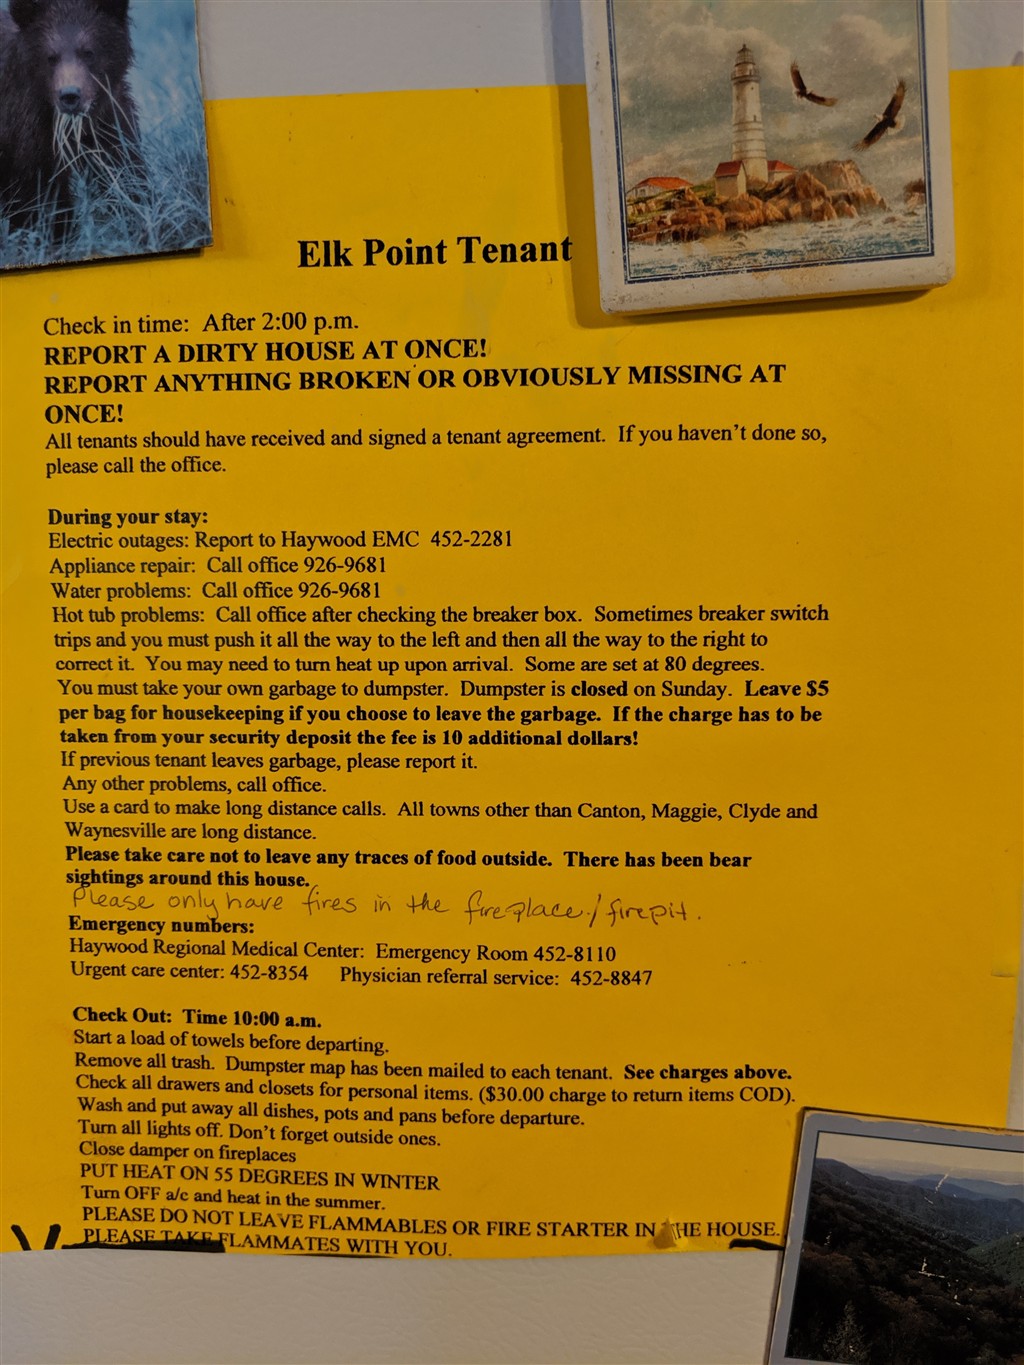 Elk Point Tenant
Check in time: After 2:00 p.m.
REPORT A DIRTY HOUSE AT ONCE!
REPORT ANYTHING BROKEN OR OBVIOUSLY MISSING AT
ONCE!
All tenants should have received and signed a tenant agreement. If you haven't done so,
please call the office.
During your stay:
Electric outages: Report to Haywood EMC 452-2281
Appliance repair: Call office 926-9681
Water problems: Call office 926-9681
Hot tub problems: Call office after checking the breaker box. Sometimes breaker switch
trips and you must push it all the way to the left and then all the way to the right to
correct it. You may need to turn heat up upon arrival. Some are set at 80 degrees.
You must take your own garbage to dumpster. Dumpster is closed on Sunday. Leave $5
per bag for housekeeping if you choose to leave the garbage. If the charge has to be
taken from your security deposit the fee is 10 additional dollars!
If previous tenant leaves garbage, please report it.
Any other problems, call office.
Use a card to make long distance calls. All towns other than Canton, Maggie, Clyde and
Waynesville are long distance.
Please take care not to leave any traces of food outside. There has been bear
sightings around this house.
Please only have fires in the fireplace/firepit.
Emergency numbers:
Haywood Regional Medical Center: Emergency Room 452-8110
Urgent care center: 452-8354 Physician referral service: 452-8847
Check Out: Time 10:00 a.m.
Start a load of towels before departing.
Remove all trash. Dumpster map has been mailed to each tenant. See charges above.
Check all drawers and closets for personal items. ($30.00 charge to return items COD).
Wash and put away all dishes, pots and pans before departure.
Turn all lights off. Don't forget outside ones.
Close damper on fireplaces
PUT HEAT ON 55 DEGREES IN WINTER
Turn OFF a/c and heat in the summer.
PLEASE DO NOT LEAVE FLAMMABLES OR FIRE STARTER IN THE HOUSE.
PLEASE TAKE FLAMMATES WITH YOU.